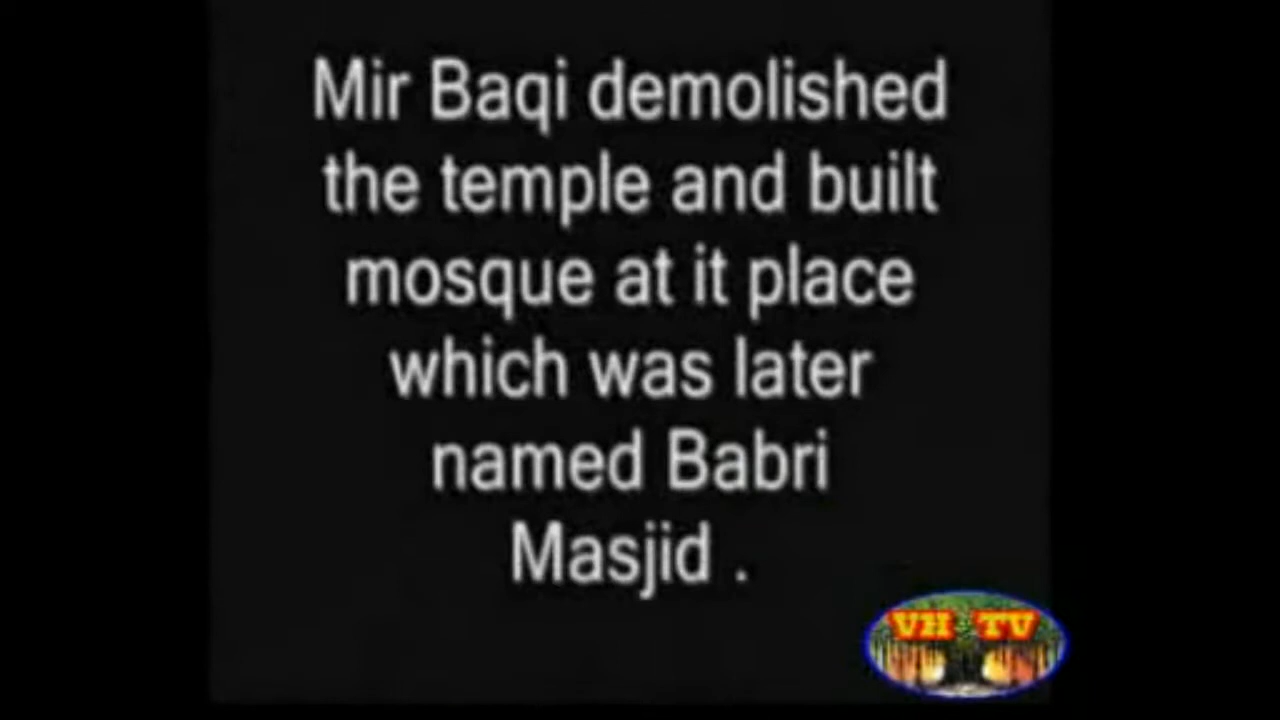 Mir Baqi demolished
the temple and built
mosque at it place
which was later
named Babri
Masjid .
VH TV